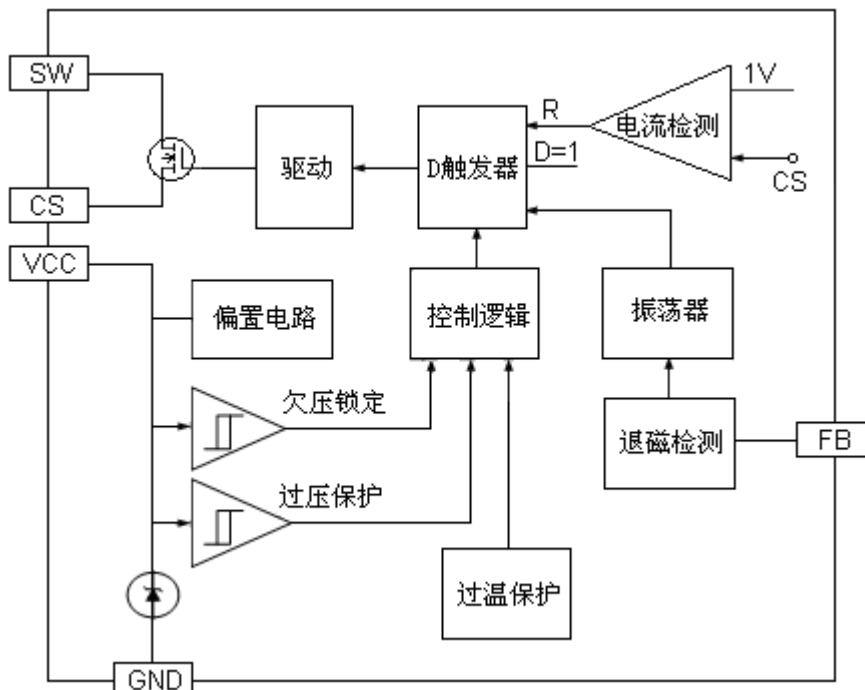 SW
1V
R
电流检测
驱动
D触发器
D=1
CS
CS
VCC
偏置电路
控制逻辑
振荡器
欠压锁定
退磁检测
FB
过压保护
过温保护
GND